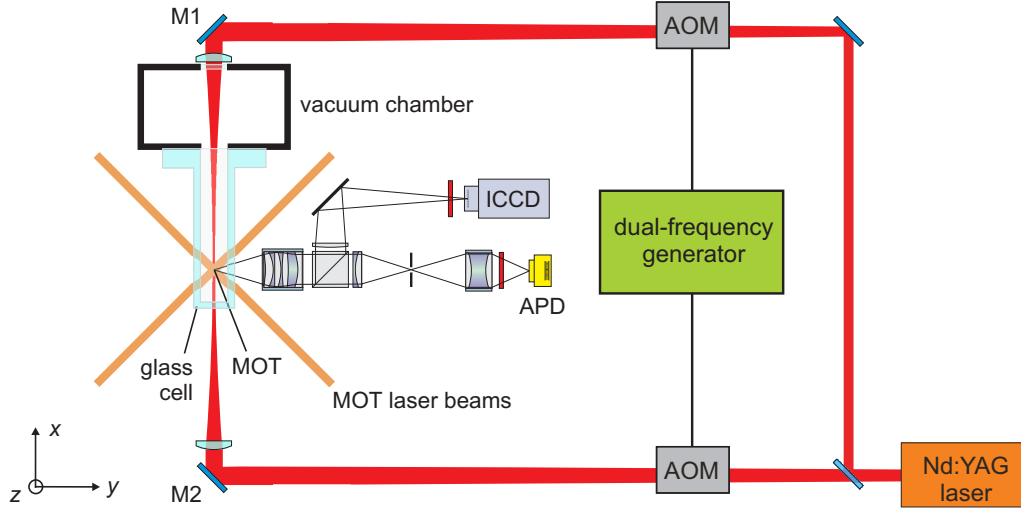 M1
AOM
vacuum chamber
ICCD
dual-frequency
generator
APD
glass
cell
MOT
MOT laser beams
x
z
y
M2
AOM
Nd:YAG
laser